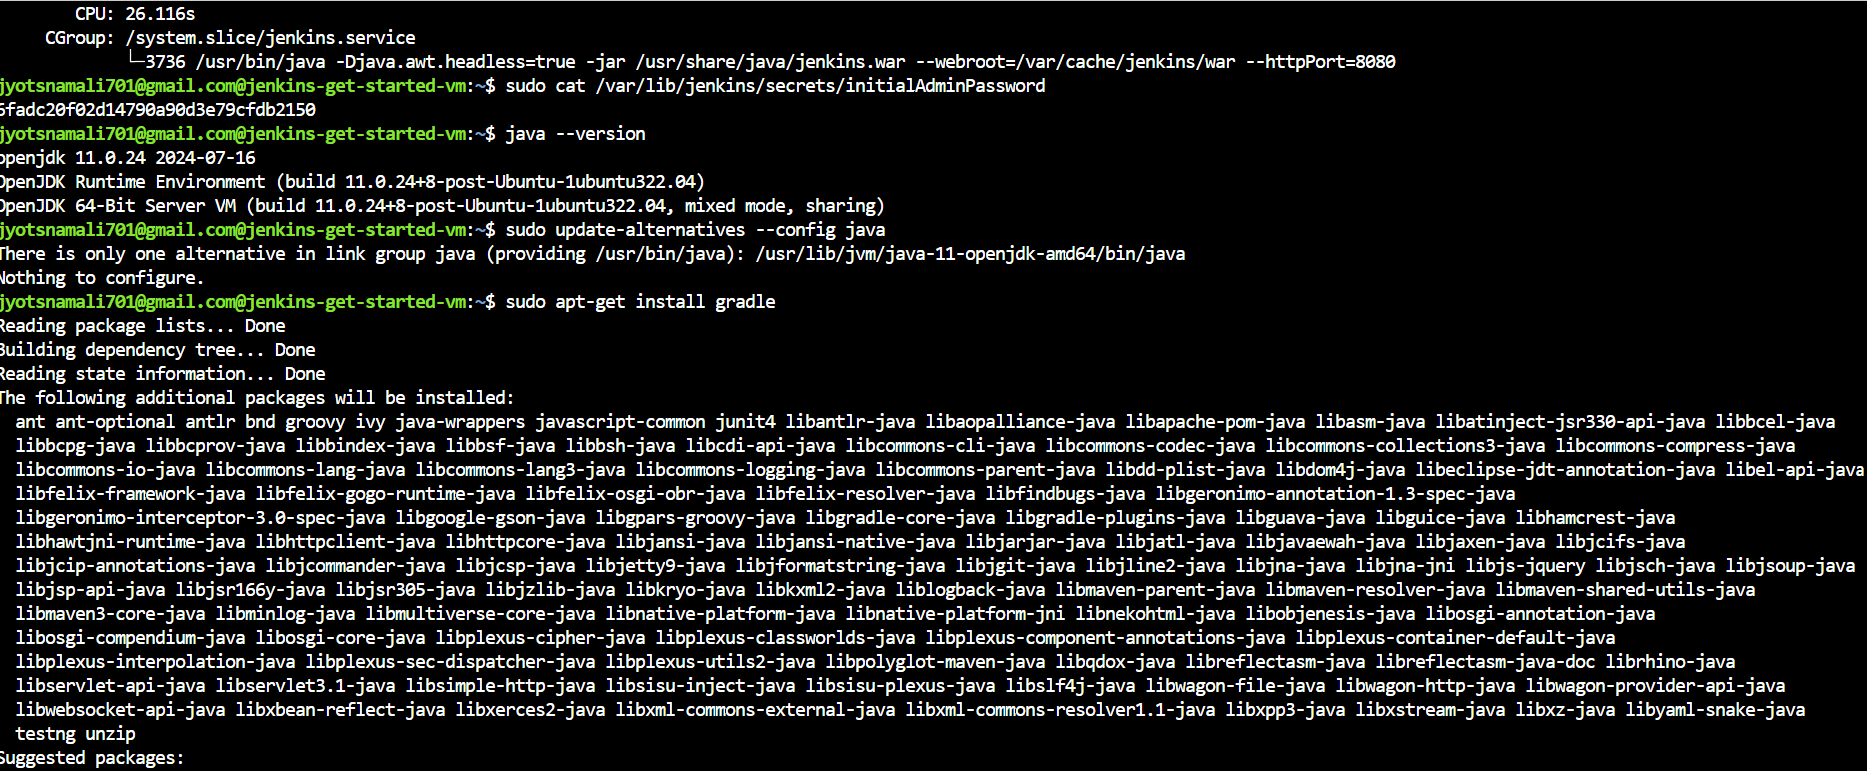 CPU: 26.116s
CGroup: /system.slice/jenkins.service
└─3736 /usr/bin/java -Djava.awt.headless=true -jar /usr/share/java/jenkins.war --webroot=/var/cache/jenkins/war --httpPort=8080
jyotsnamali701@gmail.com@jenkins-get-started-vm:~$ sudo cat /var/lib/jenkins/secrets/initialAdminPassword
6fadc20f02d14790a90d3e79cfdb2150
jyotsnamali701@gmail.com@jenkins-get-started-vm:~$ java --version
openjdk 11.0.24 2024-07-16
OpenJDK Runtime Environment (build 11.0.24+8-post-Ubuntu-1ubuntu322.04)
OpenJDK 64-Bit Server VM (build 11.0.24+8-post-Ubuntu-1ubuntu322.04, mixed mode, sharing)
jyotsnamali701@gmail.com@jenkins-get-started-vm:~$ sudo update-alternatives --config java
There is only one alternative in link group java (providing /usr/bin/java): /usr/lib/jvm/java-11-openjdk-amd64/bin/java
Nothing to configure.
jyotsnamali701@gmail.com@jenkins-get-started-vm:~$ sudo apt-get install gradle
Reading package lists... Done
Building dependency tree... Done
Reading state information... Done
The following additional packages will be installed:
ant ant-optional antlr bnd groovy ivy java-wrappers javascript-common junit4 libantlr-java libaopalliance-java libapache-pom-java libasm-java libatinject-jsr330-api-java libbcel-java
libbcpg-java libbcprov-java libbindex-java libbsf-java libbsh-java libcdi-api-java libcommons-cli-java libcommons-codec-java libcommons-collections3-java libcommons-compress-java
libcommons-io-java libcommons-lang-java libcommons-lang3-java libcommons-logging-java libcommons-parent-java libdd-plist-java libdom4j-java libeclipse-jdt-annotation-java libel-api-java
libfelix-framework-java libfelix-gogo-runtime-java libfelix-osgi-obr-java libfelix-resolver-java libfindbugs-java libgeronimo-annotation-1.3-spec-java
libgeronimo-interceptor-3.0-spec-java libgoogle-gson-java libgpars-groovy-java libgradle-core-java libgradle-plugins-java libguava-java libguice-java libhamcrest-java
libhawtjni-runtime-java libhttpclient-java libhttpcore-java libjansi-java libjansi-native-java libjarjar-java libjatl-java libjavaewah-java libjaxen-java libjcifs-java
libjcip-annotations-java libjcommander-java libjcsp-java libjetty9-java libjformatstring-java libjgit-java libjline2-java libjna-java libjna-jni libjs-jquery libjsch-java libjsoup-java
libjsp-api-java libjsr166y-java libjsr305-java libjzlib-java libkryo-java libkxml2-java liblogback-java libmaven-parent-java libmaven-resolver-java libmaven-shared-utils-java
libmaven3-core-java libminlog-java libmultiverse-core-java libnative-platform-java libnative-platform-jni libnekohtml-java libobjenesis-java libosgi-annotation-java
libosgi-compendium-java libosgi-core-java libplexus-cipher-java libplexus-classworlds-java libplexus-component-annotations-java libplexus-container-default-java
libplexus-interpolation-java libplexus-sec-dispatcher-java libplexus-utils2-java libpolyglot-maven-java libqdox-java libreflectasm-java libreflectasm-java-doc librhino-java
libservlet-api-java libservlet3.1-java libsimple-http-java libsisu-inject-java libsisu-plexus-java libslf4j-java libwagon-file-java libwagon-http-java libwagon-provider-api-java
libwebsocket-api-java libxbean-reflect-java libxerces2-java libxml-commons-external-java libxml-commons-resolver1.1-java libxpp3-java libxstream-java libxz-java libyaml-snake-java
testng unzip
Suggested packages: